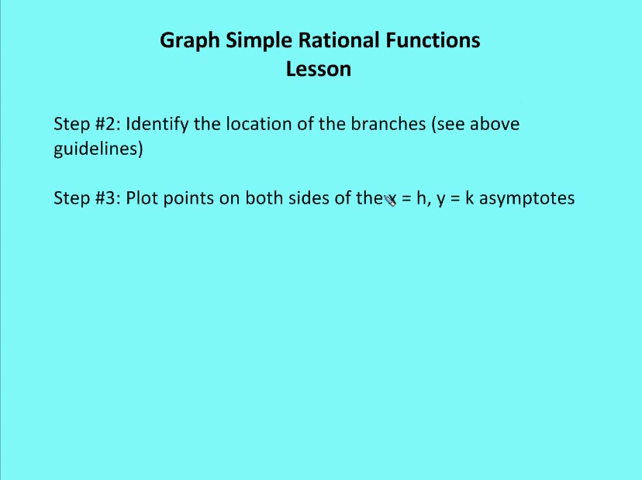 Graph Simple Rational Functions
Lesson
Step #2: Identify the location of the branches (see above
guidelines)
Step #3: Plot points on both sides of the x = h, y = k asymptotes